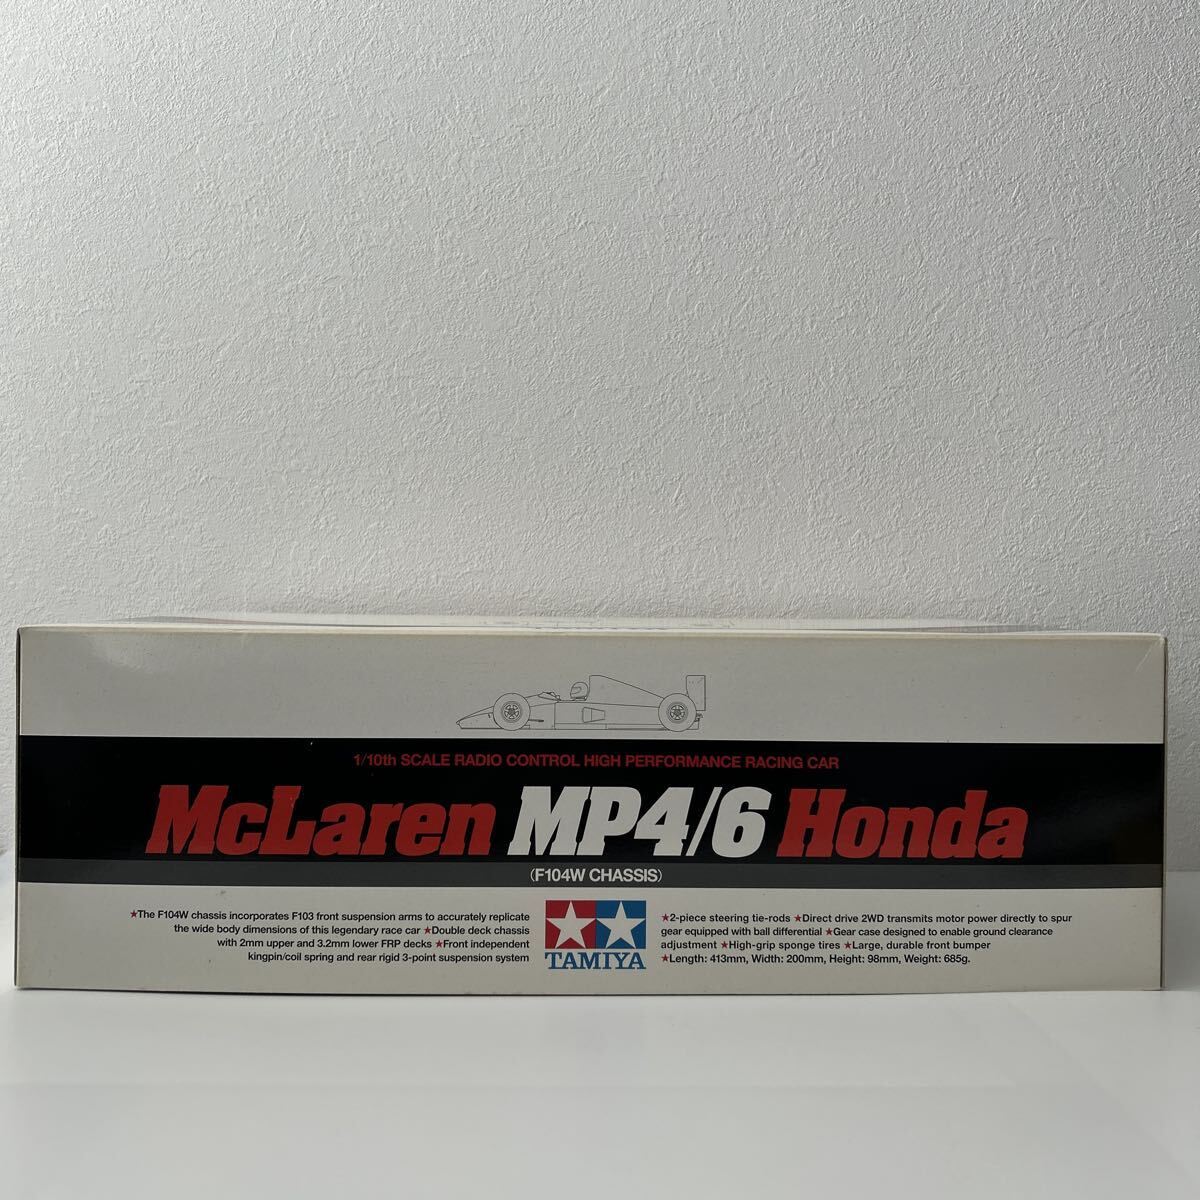 1/10th SCALE RADIO CONTROL HIGH PERFORMANCE RACING CAR
McLaren MP4/6 Honda
(F104W CHASSIS)
★The F104W chassis incorporates F103 front suspension arms to accurately replicate
the wide body dimensions of this legendary race car ★Double deck chassis
with 2mm upper and 3.2mm lower FRP decks ★Front independent
kingpin/coil spring and rear rigid 3-point suspension system
TAMIYA
★2-piece steering tie-rods ★Direct drive 2WD transmits motor power directly to spur
gear equipped with ball differential ★Gear case designed to enable ground clearance
adjustment ★High-grip sponge tires ★Large, durable front bumper
★Length: 413mm, Width: 200mm, Height: 98mm, Weight: 685g.